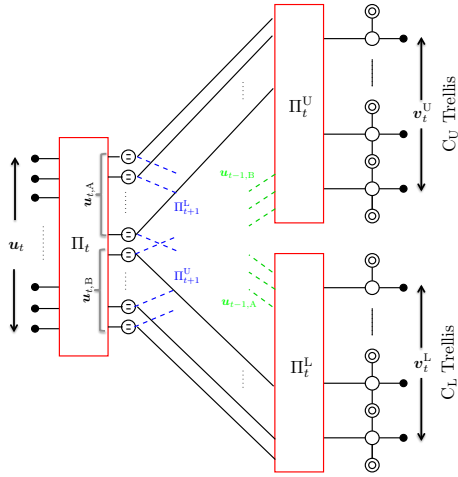 u_t
Π_t
u_{t,A}
u_{t,B}
=
=
=
=
=
=
Π^L_{t+1}
Π^U_{t+1}
u_{t−1,B}
u_{t−1,A}
Π^U_t
Π^L_t
v^U_t
C_U Trellis
v^L_t
C_L Trellis